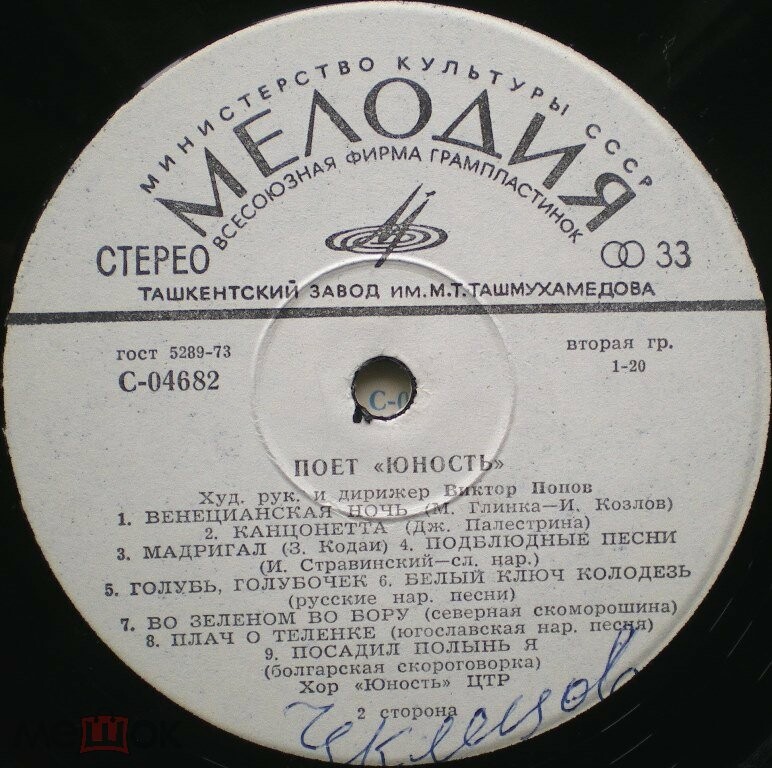 МИНИСТЕРСТВО КУЛЬТУРЫ СССР
МЕЛОДИЯ
ВСЕСОЮЗНАЯ ФИРМА ГРАМПЛАСТИНОК
СТЕРЕО
33
ТАШКЕНТСКИЙ ЗАВОД ИМ.М.Т.ТАШМУХАМЕДОВА
гост 5289-73
вторая гр.
С-04682
1-20
С-0
ПОЕТ «ЮНОСТЬ»
Худ. рук. и дирижер Виктор Попов
1. ВЕНЕЦИАНСКАЯ НОЧЬ (М. Глинка—И. Козлов)
2. КАНЦОНЕТТА (Дж. Палестрина)
3. МАДРИГАЛ (З. Кодаи) 4. ПОДБЛЮДНЫЕ ПЕСНИ
(И. Стравинский—сл. нар.)
5. ГОЛУБЬ, ГОЛУБОЧЕК 6. БЕЛЫЙ КЛЮЧ КОЛОДЕЗЬ
(русские нар. песни)
7. ВО ЗЕЛЕНОМ ВО БОРУ (северная скоморошина)
8. ПЛАЧ О ТЕЛЕНКЕ (югославская нар. песня)
9. ПОСАДИЛ ПОЛЫНЬ Я
(болгарская скороговорка)
Хор «Юность» ЦТР
2 сторона
мешок